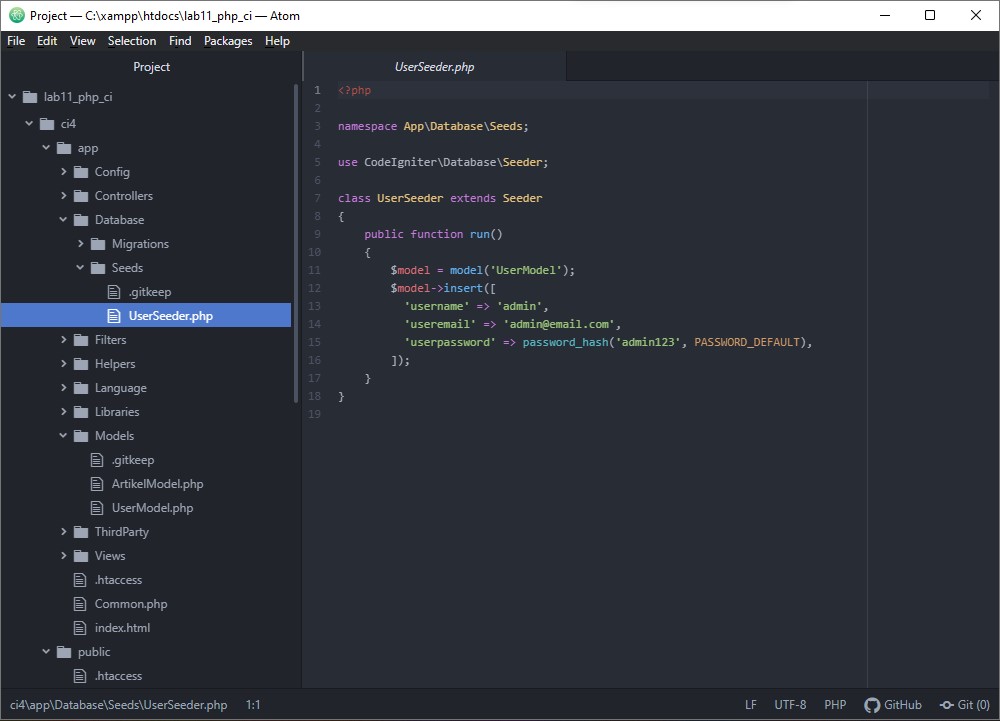 Project — C:\xampp\htdocs\lab11_php_ci — Atom
File Edit View Selection Find Packages Help
Project
lab11_php_ci
ci4
app
Config
Controllers
Database
Migrations
Seeds
.gitkeep
UserSeeder.php
Filters
Helpers
Language
Libraries
Models
.gitkeep
ArtikelModel.php
UserModel.php
ThirdParty
Views
.htaccess
Common.php
index.html
public
.htaccess
UserSeeder.php
1 <?php
2
3 namespace App\Database\Seeds;
4
5 use CodeIgniter\Database\Seeder;
6
7 class UserSeeder extends Seeder
8 {
9     public function run()
10     {
11         $model = model('UserModel');
12         $model->insert([
13           'username' => 'admin',
14           'useremail' => 'admin@email.com',
15           'userpassword' => password_hash('admin123', PASSWORD_DEFAULT),
16         ]);
17     }
18 }
19
ci4\app\Database\Seeds\UserSeeder.php 1:1 LF UTF-8 PHP GitHub Git (0)